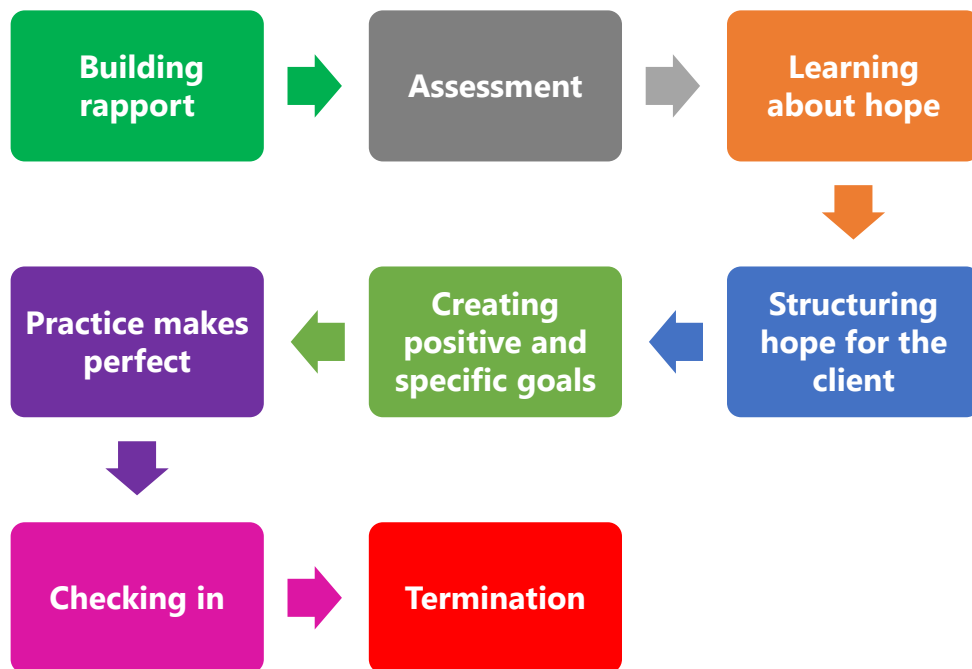 Building
rapport
Assessment
Learning
about hope
Structuring
hope for the
client
Creating
positive and
specific goals
Practice makes
perfect
Checking in
Termination